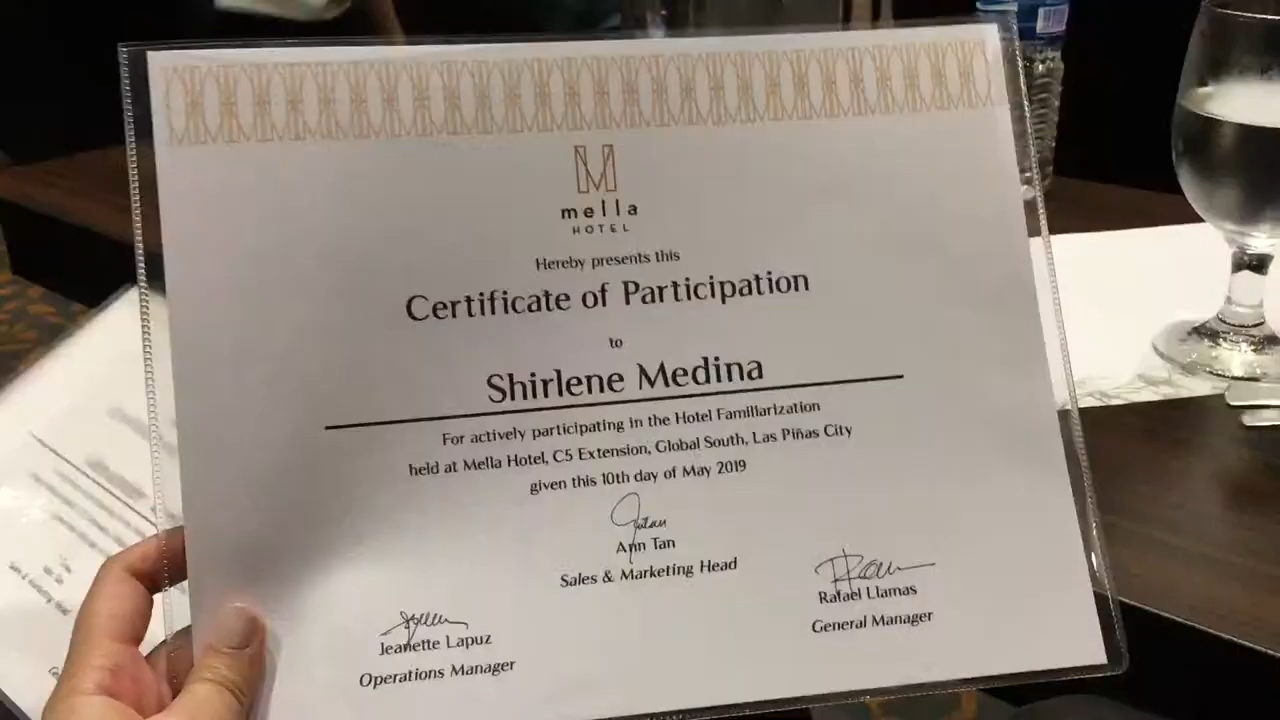 M
mella
HOTEL
Hereby presents this
Certificate of Participation
to
Shirlene Medina
For actively participating in the Hotel Familiarization
held at Mella Hotel, C5 Extension, Global South, Las Piñas City
given this 10th day of May 2019
Ann Tan
Sales & Marketing Head
Rafael Llamas
General Manager
Jeanette Lapuz
Operations Manager